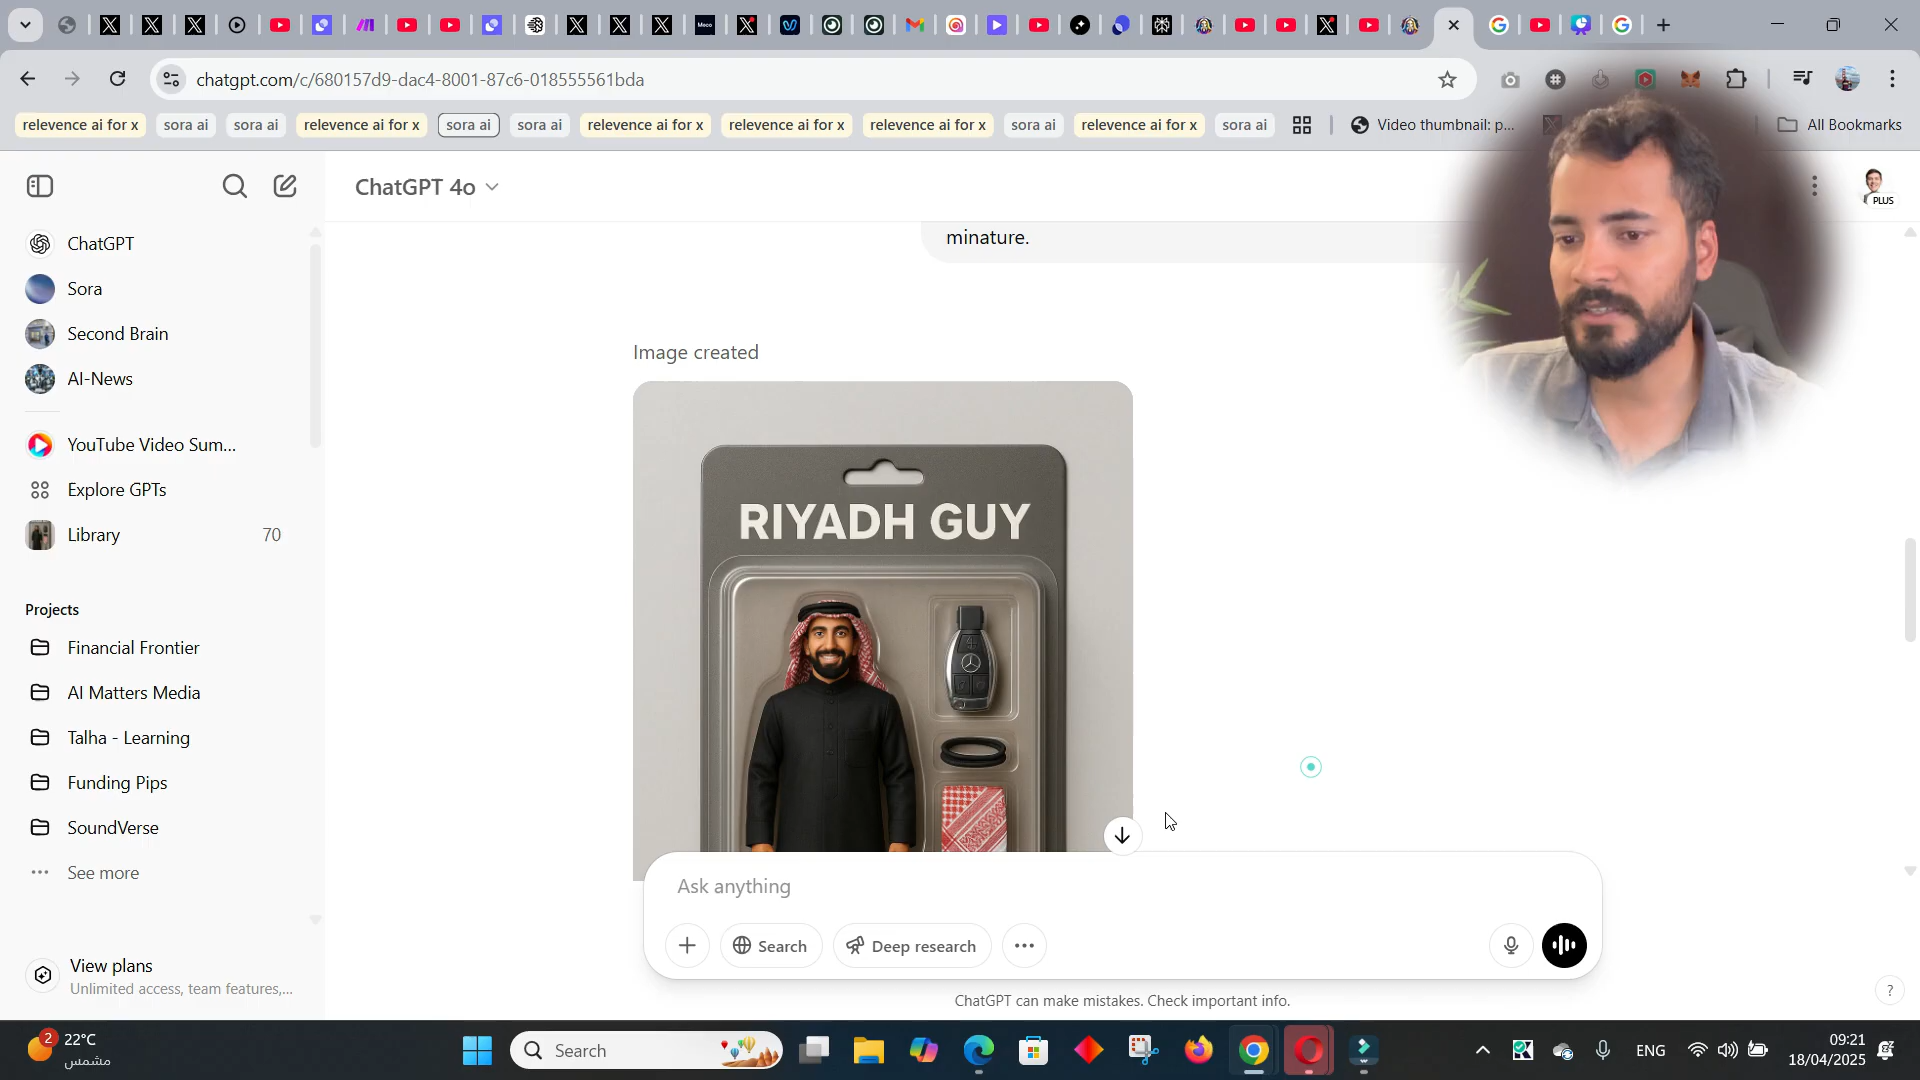 chatgpt.com/c/680157d9-dac4-8001-87c6-018555561bda
relevence ai for x
sora ai
sora ai
relevence ai for x
sora ai
sora ai
relevence ai for x
relevence ai for x
relevence ai for x
sora ai
relevence ai for x
sora ai
Video thumbnail: p...
All Bookmarks
ChatGPT 4o
PLUS
ChatGPT
Sora
Second Brain
AI-News
YouTube Video Sum...
Explore GPTs
Library 70
Projects
Financial Frontier
AI Matters Media
Talha - Learning
Funding Pips
SoundVerse
See more
View plans
Unlimited access, team features,...
minature.
Image created
RIYADH GUY
Ask anything
Search
Deep research
ChatGPT can make mistakes. Check important info.
?
2
22°C
مشمس
Search
ENG
09:21
18/04/2025